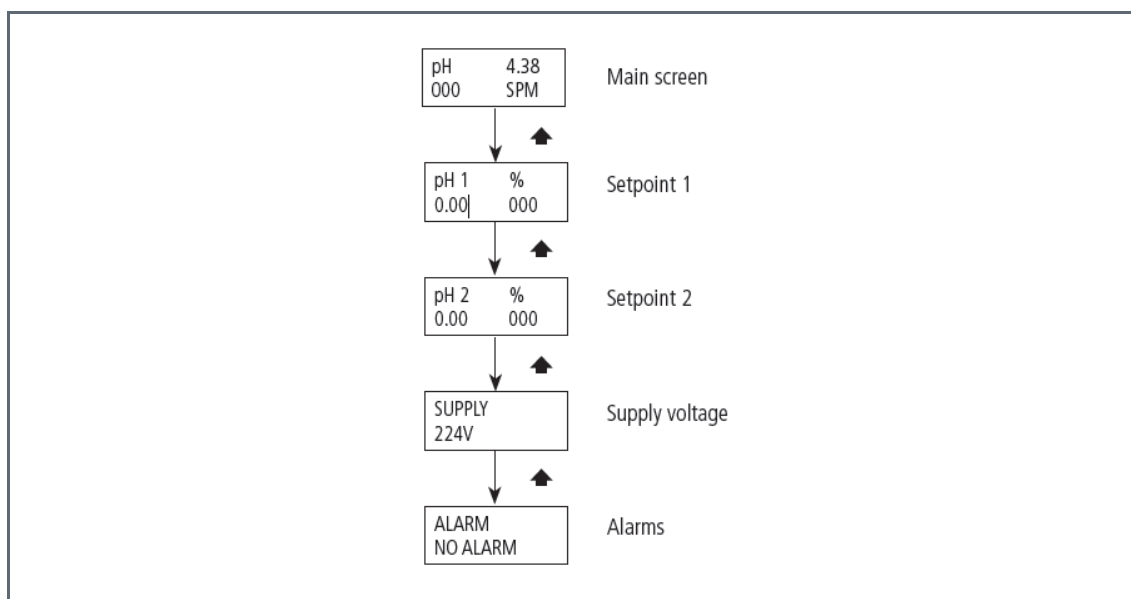 pH 4.38
000 SPM
Main screen
pH 1 %
0.00 000
Setpoint 1
pH 2 %
0.00 000
Setpoint 2
SUPPLY
224V
Supply voltage
ALARM
NO ALARM
Alarms